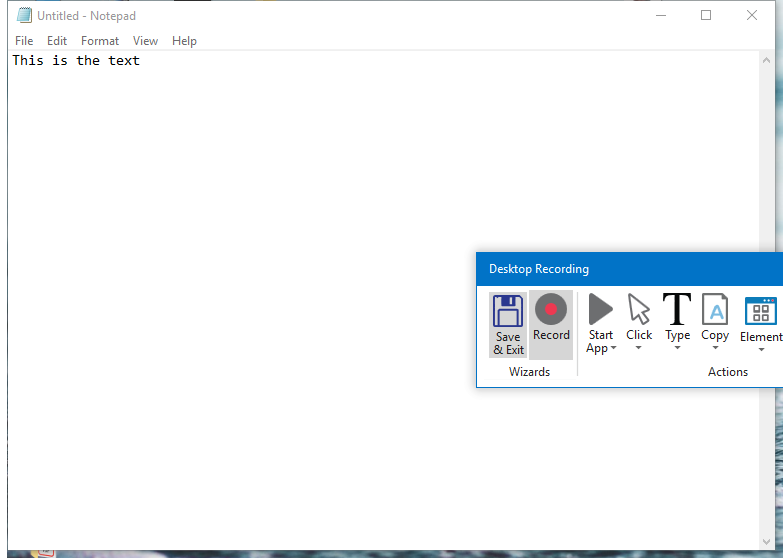 Untitled - Notepad
File Edit Format View Help
This is the text
Desktop Recording
Save & Exit
Record
Start App
Click
Type
Copy
Element
Wizards
Actions